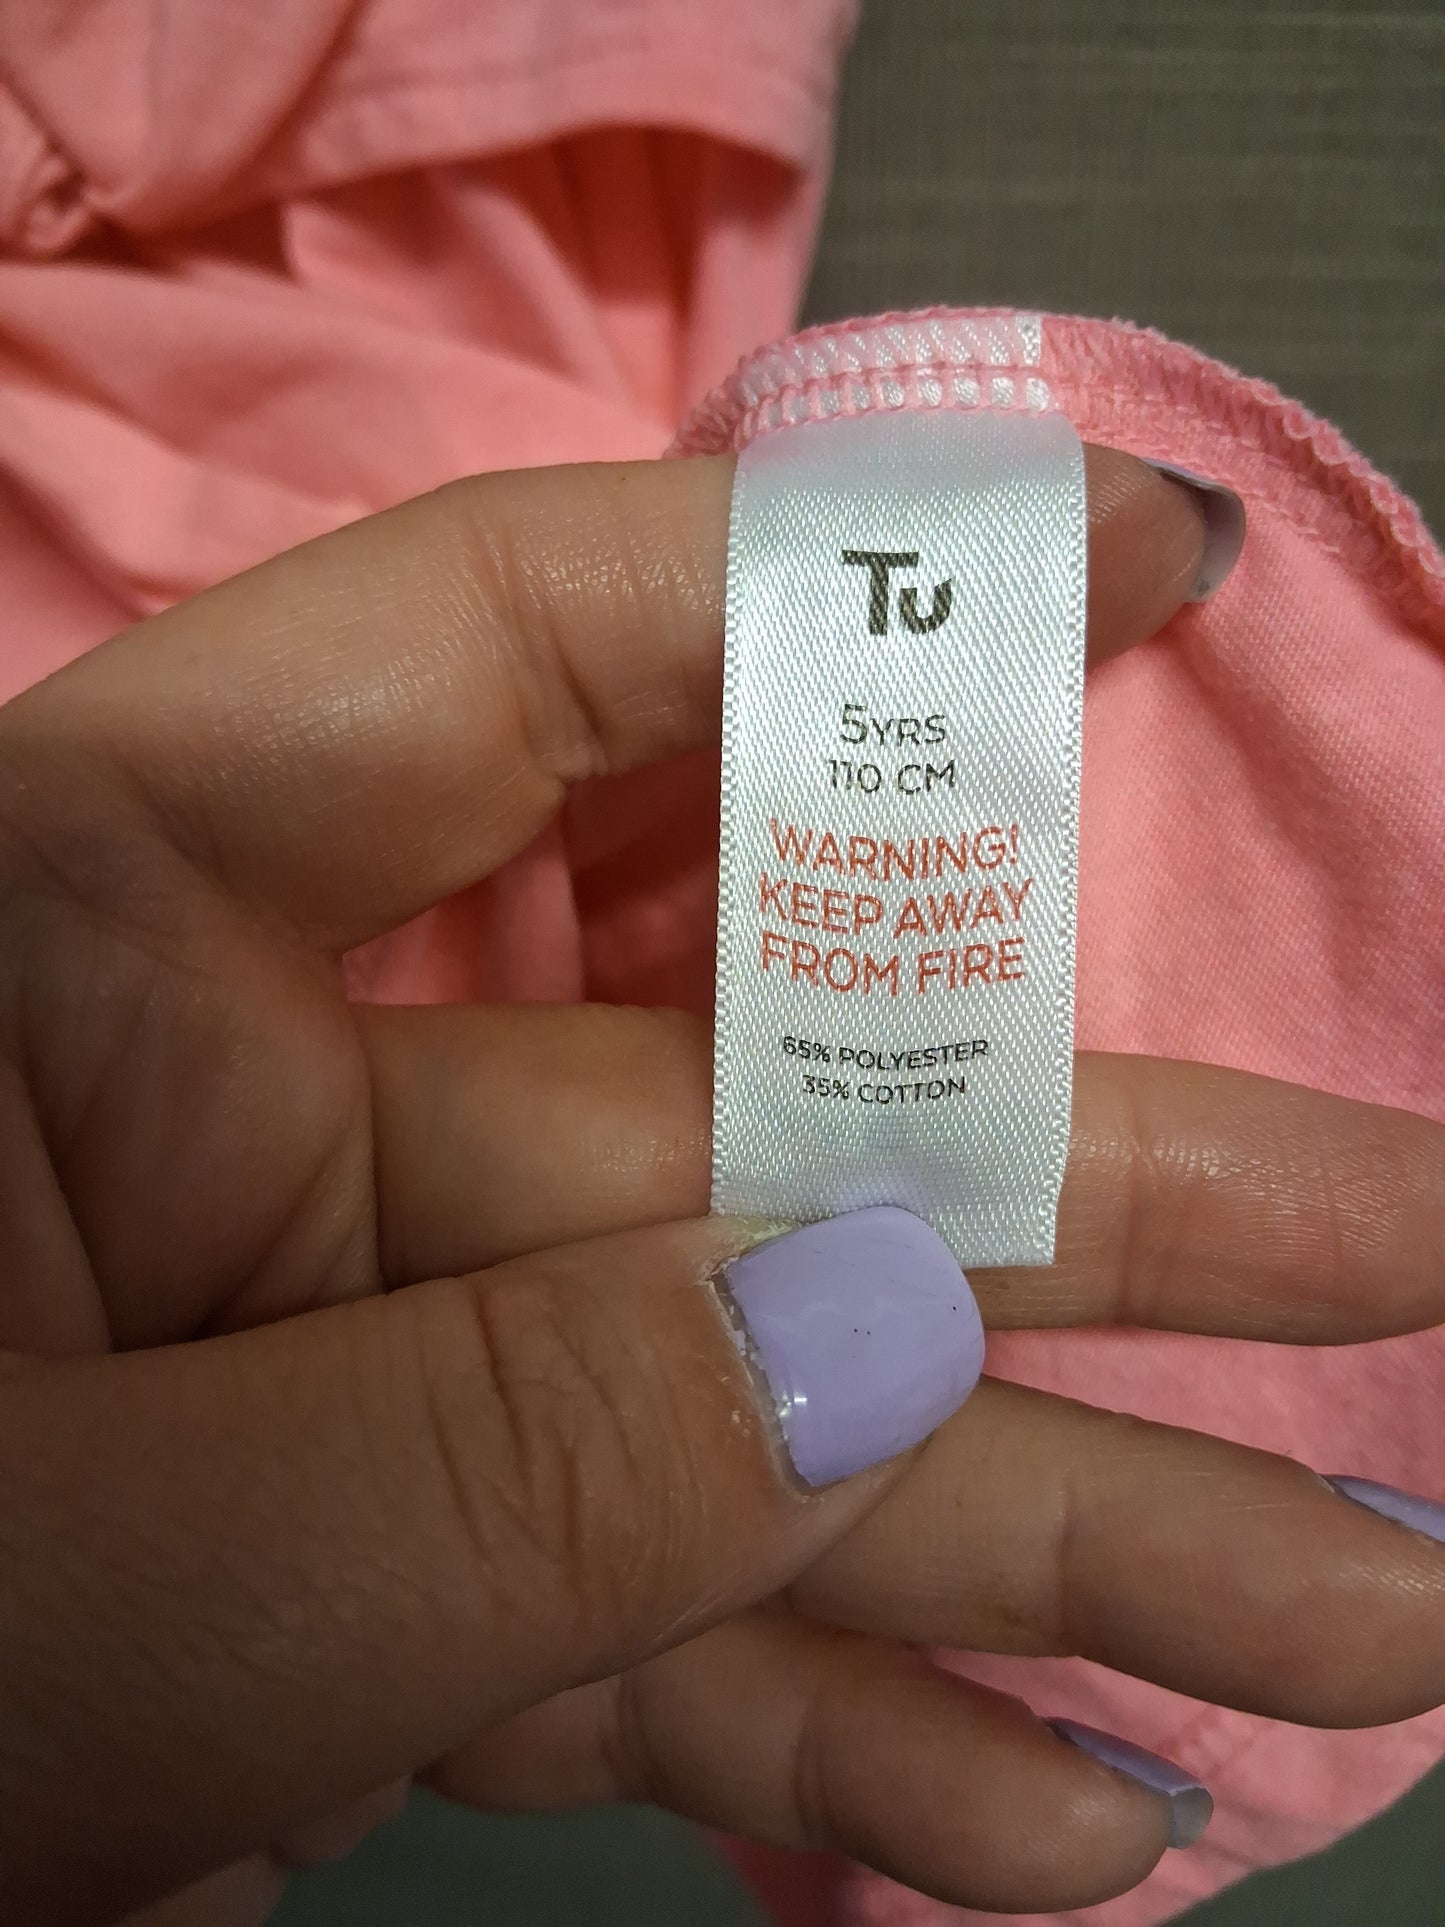 Tu
5YRS
110 CM
WARNING!
KEEP AWAY
FROM FIRE
65% POLYESTER
35% COTTON